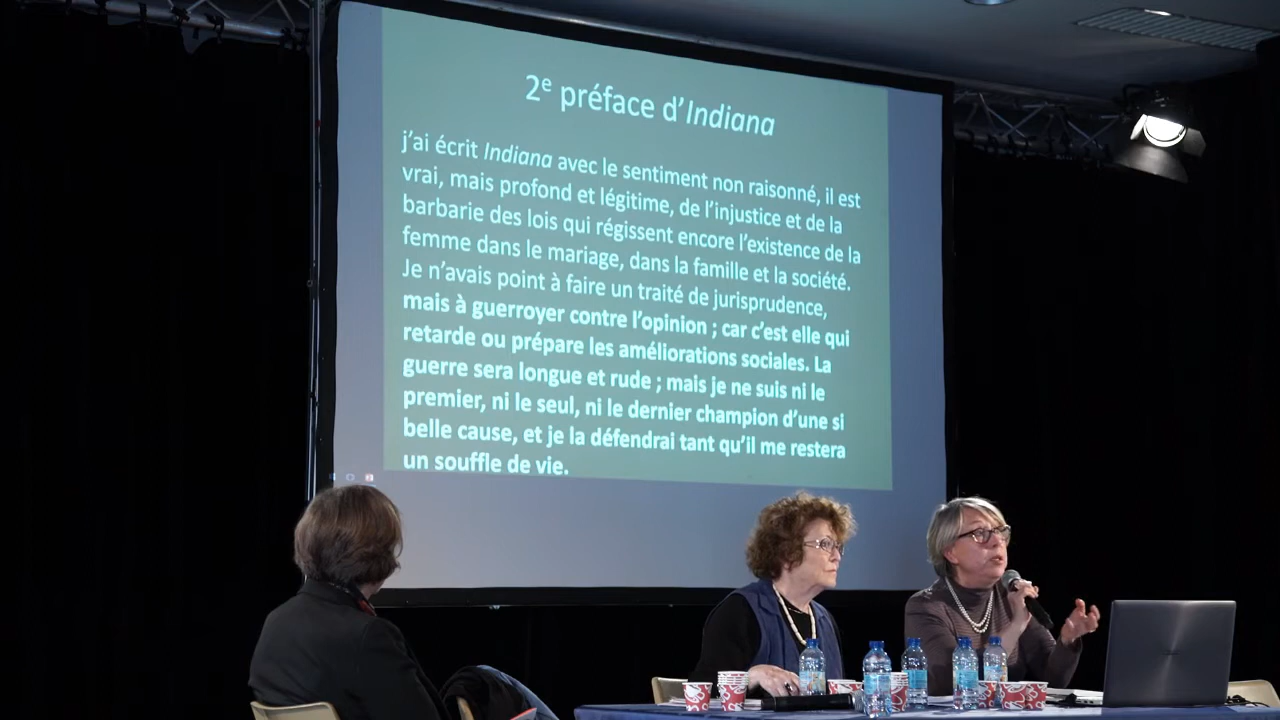 2e préface d'Indiana
j'ai écrit Indiana avec le sentiment non raisonné, il est
vrai, mais profond et légitime, de l'injustice et de la
barbarie des lois qui régissent encore l'existence de la
femme dans le mariage, dans la famille et la société.
Je n'avais point à faire un traité de jurisprudence,
mais à guerroyer contre l'opinion ; car c'est elle qui
retarde ou prépare les améliorations sociales. La
guerre sera longue et rude ; mais je ne suis ni le
premier, ni le seul, ni le dernier champion d'une si
belle cause, et je la défendrai tant qu'il me restera
un souffle de vie.